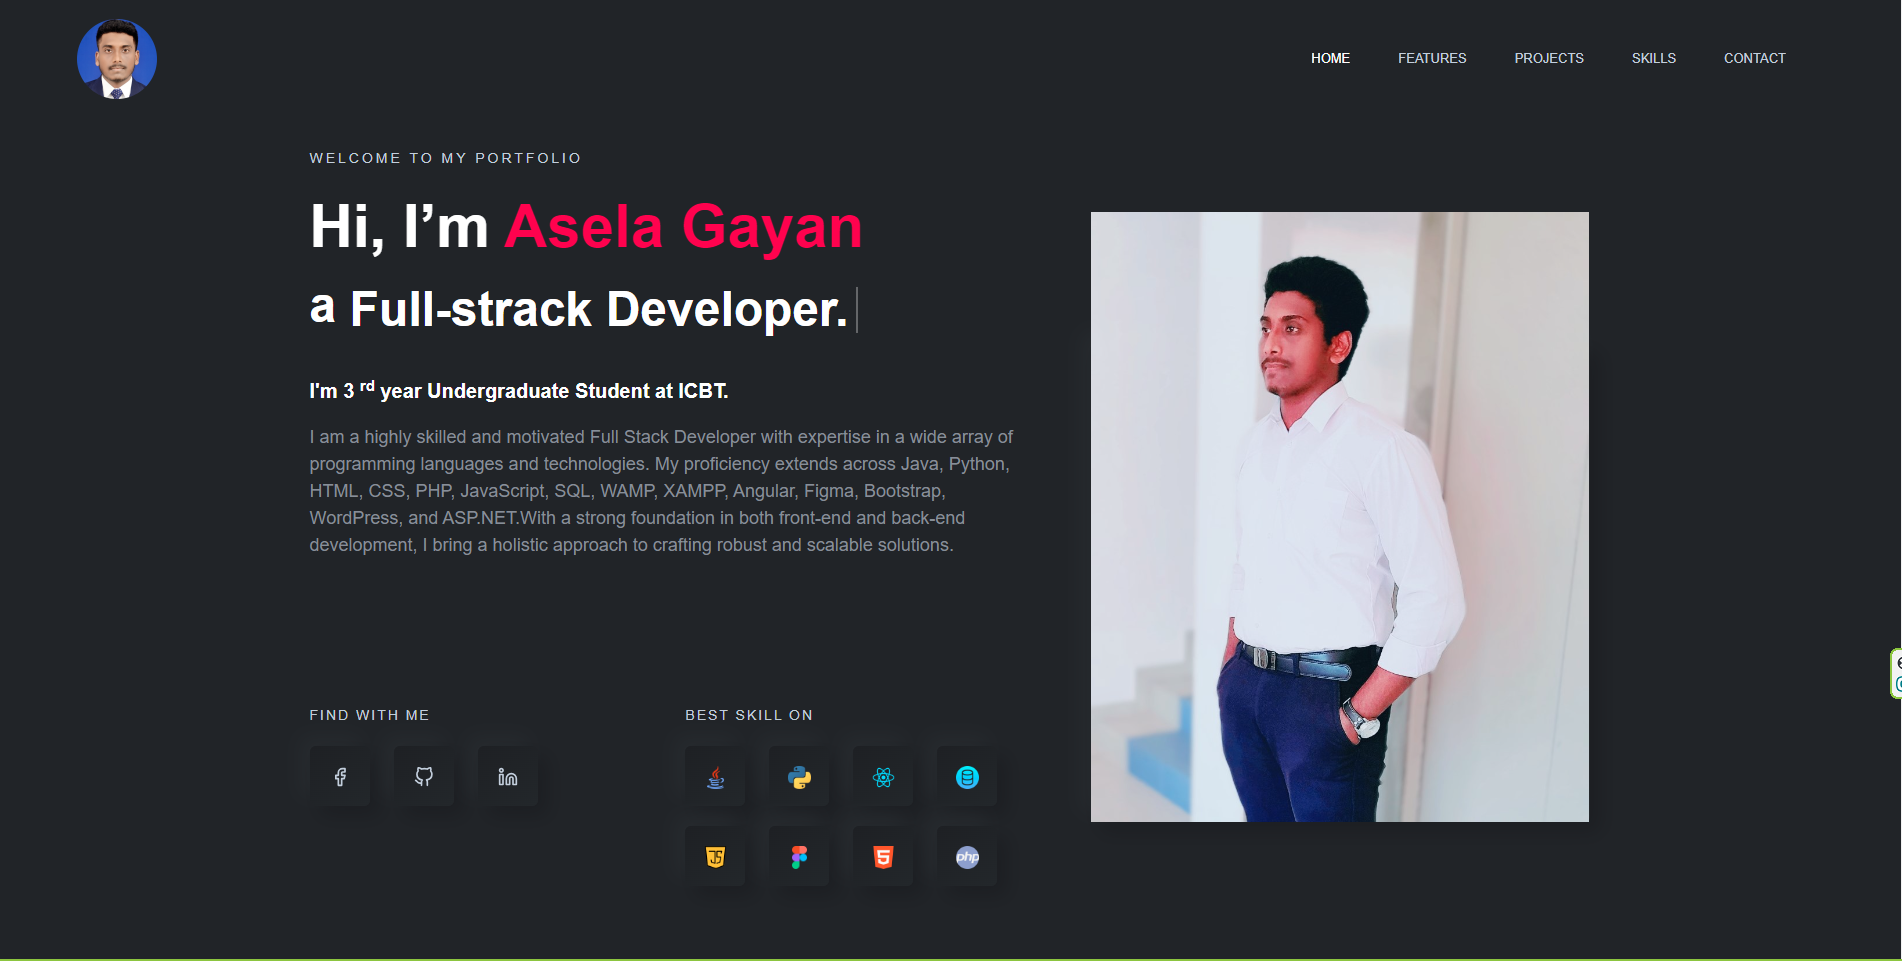 HOME FEATURES PROJECTS SKILLS CONTACT
WELCOME TO MY PORTFOLIO
Hi, I’m Asela Gayan
a Full-strack Developer.
I'm 3 rd year Undergraduate Student at ICBT.
I am a highly skilled and motivated Full Stack Developer with expertise in a wide array of
programming languages and technologies. My proficiency extends across Java, Python,
HTML, CSS, PHP, JavaScript, SQL, WAMP, XAMPP, Angular, Figma, Bootstrap,
WordPress, and ASP.NET.With a strong foundation in both front-end and back-end
development, I bring a holistic approach to crafting robust and scalable solutions.
FIND WITH ME
in
BEST SKILL ON
JS
5
php